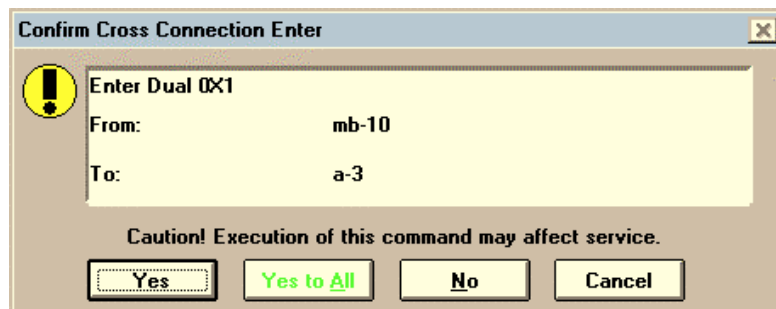 Confirm Cross Connection Enter
Enter Dual 0X1
From: mb-10
To: a-3
Caution! Execution of this command may affect service.
Yes Yes to All No Cancel